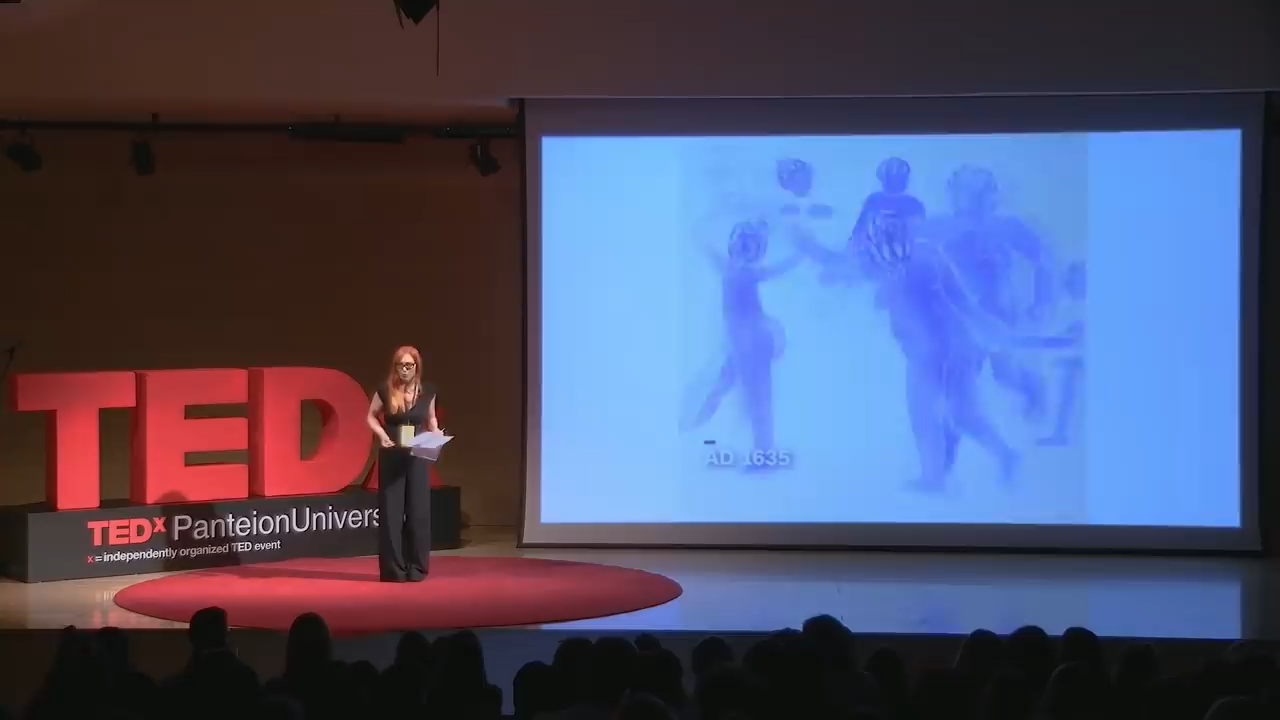 TEDx
TEDx PanteionUnivers
x = independently organized TED event
AD 1635